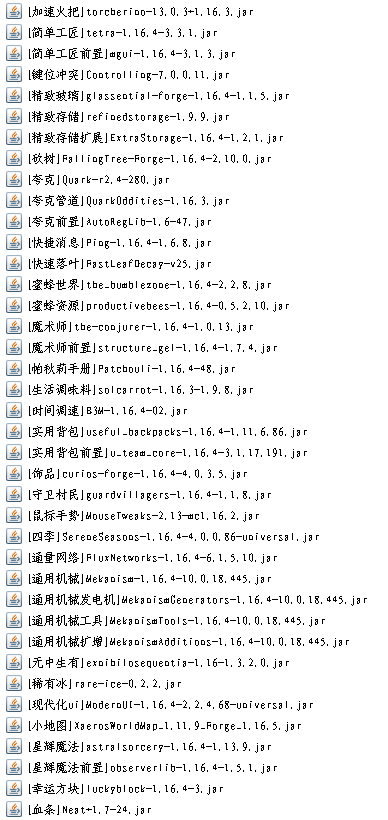 [加速火把]torcherino-13.0.3+1.16.3.jar
[简单工匠]tetra-1.16.4-3.3.1.jar
[简单工匠前置]mgui-1.16.4-3.1.3.jar
[键位冲突]Controlling-7.0.0.11.jar
[精致玻璃]glassential-forge-1.16.4-1.1.5.jar
[精致存储]refinedstorage-1.9.9.jar
[精致存储扩展]ExtraStorage-1.16.4-1.2.1.jar
[砍树]FallingTree-Forge-1.16.4-2.10.0.jar
[夸克]Quark-r2.4-280.jar
[夸克管道]QuarkOddities-1.16.3.jar
[夸克前置]AutoRegLib-1.6-47.jar
[快捷消息]Ping-1.16.4-1.6.8.jar
[快速落叶]FastLeafDecay-v25.jar
[蜜蜂世界]the_bumblezone-1.16.4-2.2.8.jar
[蜜蜂资源]productivebees-1.16.4-0.5.2.10.jar
[魔术师]the-conjurer-1.16.4-1.0.13.jar
[魔术师前置]structure_gel-1.16.4-1.7.4.jar
[帕秋莉手册]Patchouli-1.16.4-48.jar
[生活调味料]solcarrot-1.16.3-1.9.8.jar
[时间调速]B3M-1.16.4-02.jar
[实用背包]useful_backpacks-1.16.4-1.11.6.86.jar
[实用背包前置]u_team_core-1.16.4-3.1.17.191.jar
[饰品]curios-forge-1.16.4-4.0.3.5.jar
[守卫村民]guardvillagers-1.16.4-1.1.8.jar
[鼠标手势]MouseTweaks-2.13-mc1.16.2.jar
[四季]SereneSeasons-1.16.4-4.0.0.86-universal.jar
[通量网络]FluxNetworks-1.16.4-6.1.5.10.jar
[通用机械]Mekanism-1.16.4-10.0.18.445.jar
[通用机械发电机]MekanismGenerators-1.16.4-10.0.18.445.jar
[通用机械工具]MekanismTools-1.16.4-10.0.18.445.jar
[通用机械扩增]MekanismAdditions-1.16.4-10.0.18.445.jar
[无中生有]exnihilosequentia-1.16-1.3.2.0.jar
[稀有冰]rare-ice-0.2.2.jar
[现代化ui]ModernUI-1.16.4-2.2.4.68-universal.jar
[小地图]XaerosWorldMap_1.11.9_Forge_1.16.5.jar
[星辉魔法]astralsorcery-1.16.4-1.13.9.jar
[星辉魔法前置]observerlib-1.16.4-1.5.1.jar
[幸运方块]luckyblock-1.16.4-3.jar
[血条]Neat+1.7-24.jar